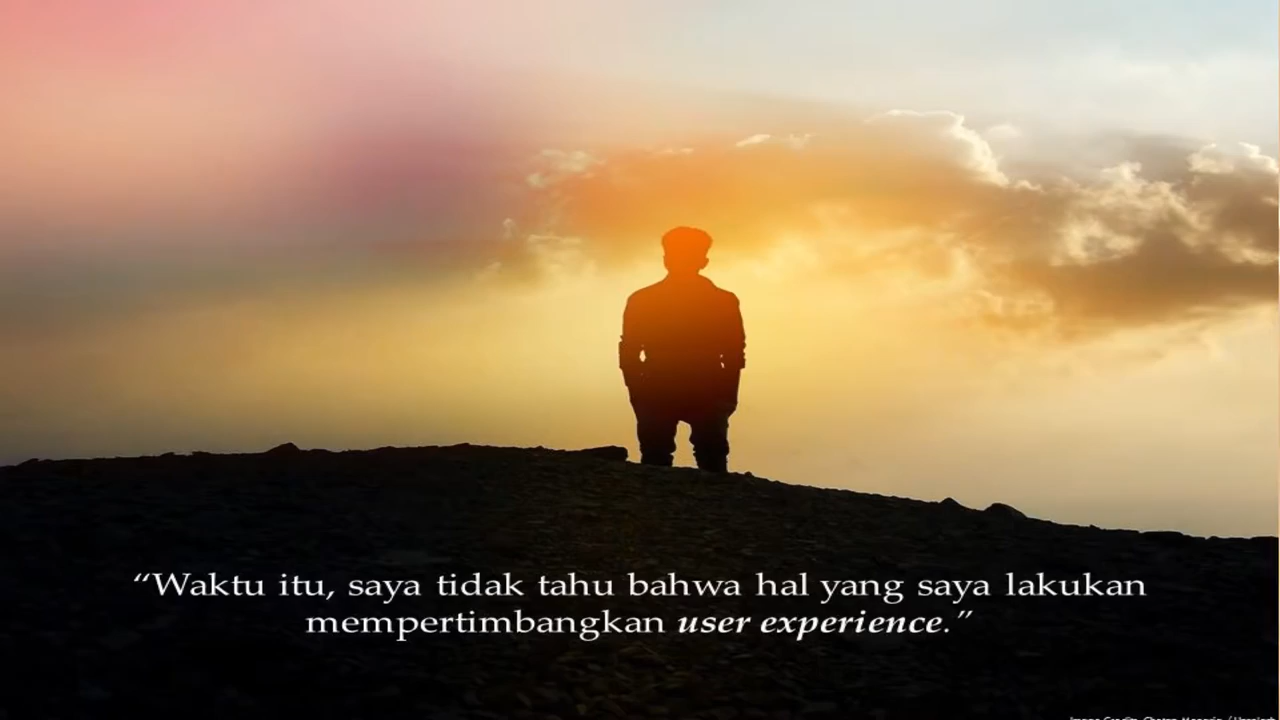 “Waktu itu, saya tidak tahu bahwa hal yang saya lakukan
mempertimbangkan user experience.”